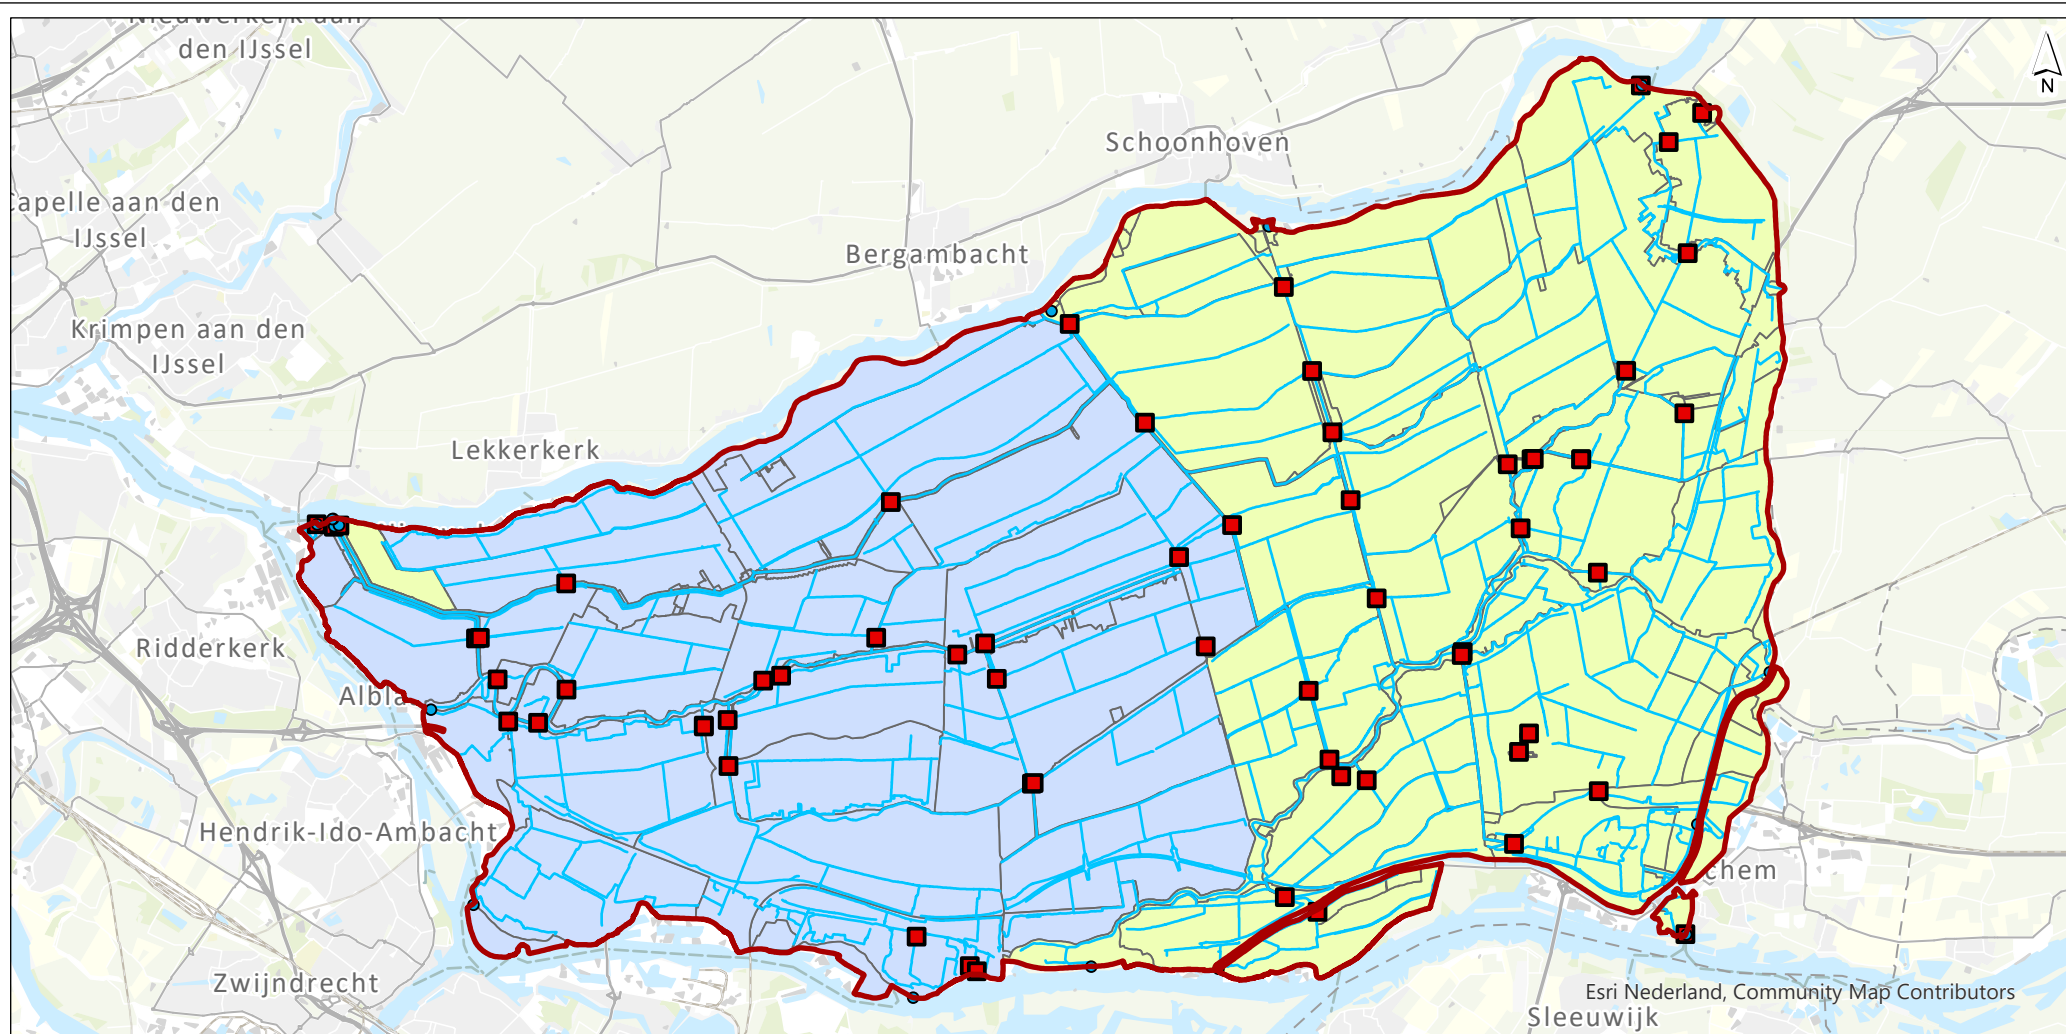 den IJssel
Schoonhoven
Capelle aan den
IJssel
Bergambacht
Krimpen aan den
IJssel
Lekkerkerk
Ridderkerk
Albla
Hendrik-Ido-Ambacht
chem
Zwijndrecht
Sleeuwijk
N
Esri Nederland, Community Map Contributors